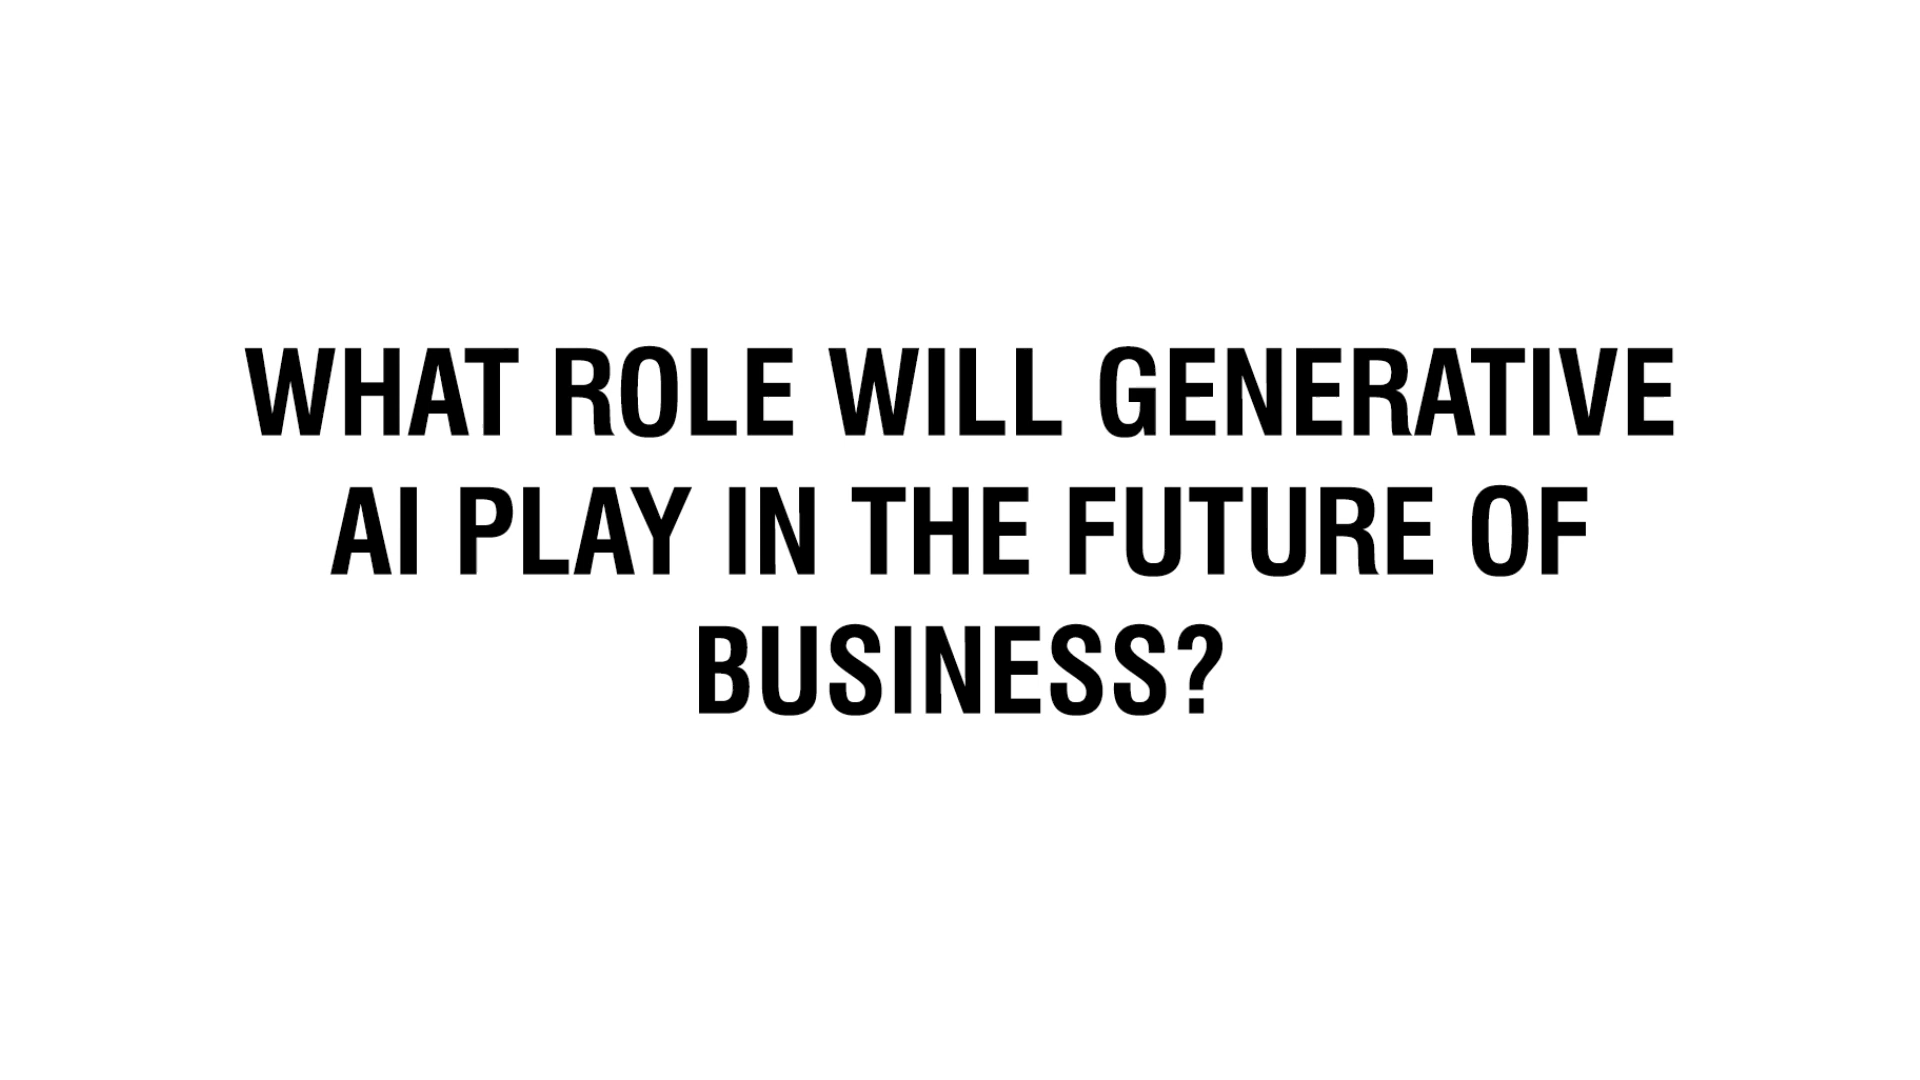 WHAT ROLE WILL GENERATIVE
AI PLAY IN THE FUTURE OF
BUSINESS?